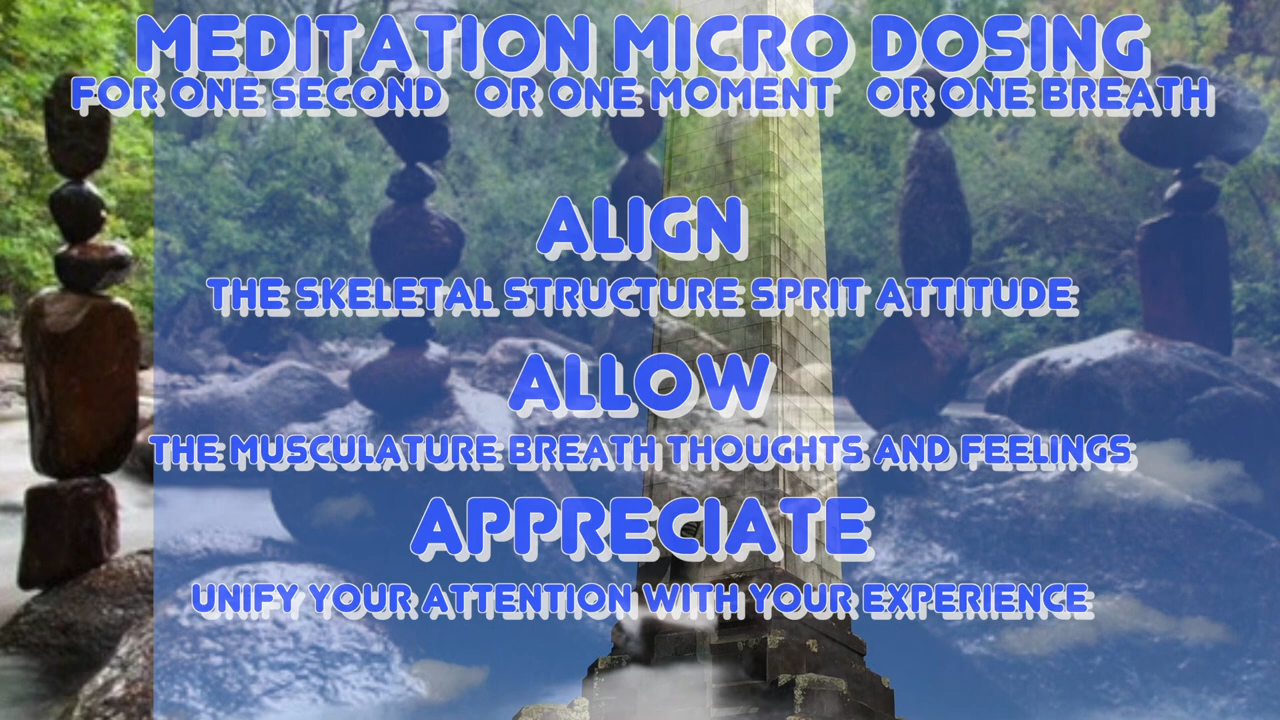 MEDITATION MICRO DOSING
FOR ONE SECOND OR ONE MOMENT OR ONE BREATH
ALIGN
THE SKELETAL STRUCTURE SPRIT ATTITUDE
ALLOW
THE MUSCULATURE BREATH THOUGHTS AND FEELINGS
APPRECIATE
UNIFY YOUR ATTENTION WITH YOUR EXPERIENCE